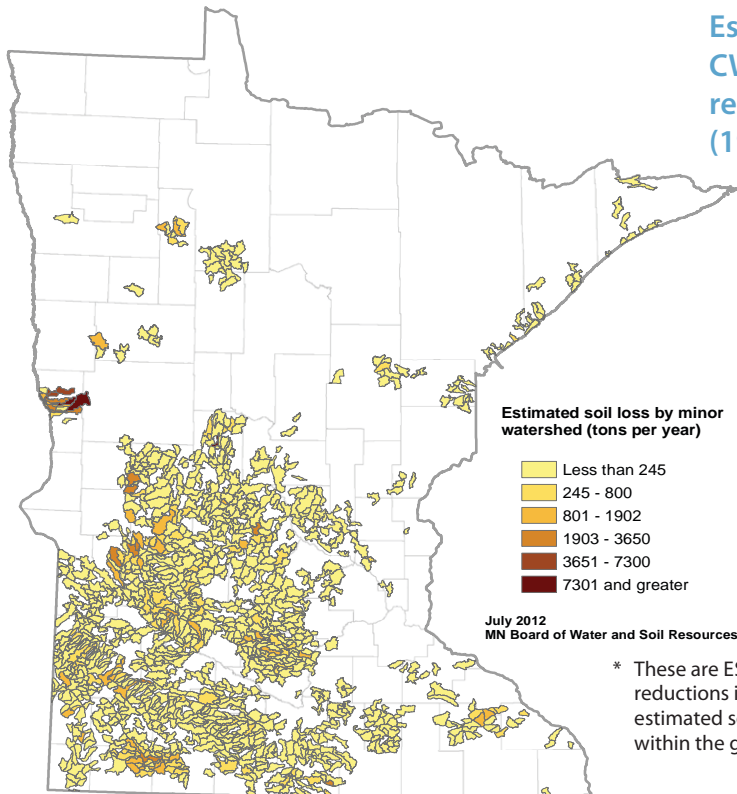 Estimated soil loss by minor
watershed (tons per year)
Less than 245
245 - 800
801 - 1902
1903 - 3650
3651 - 7300
7301 and greater
July 2012
MN Board of Water and Soil Resources
* These are
reductions
estimated
within the